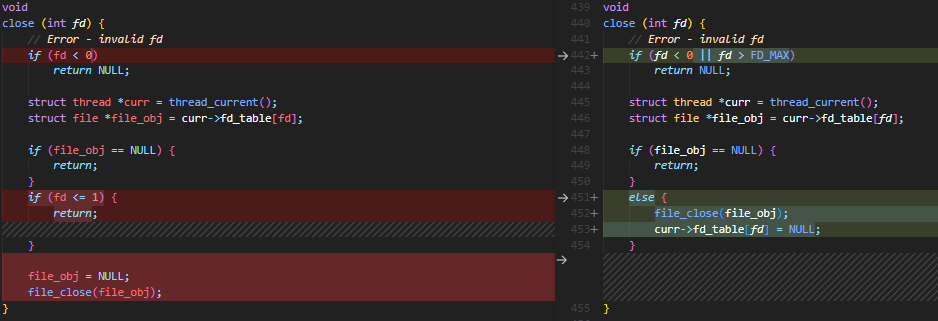 void
close (int fd) {
// Error - invalid fd
if (fd < 0)
return NULL;
struct thread *curr = thread_current();
struct file *file_obj = curr->fd_table[fd];
if (file_obj == NULL) {
return;
}
if (fd <= 1) {
return;
}
file_obj = NULL;
file_close(file_obj);
}
439 void
440 close (int fd) {
441 // Error - invalid fd
→ 442+ if (fd < 0 || fd > FD_MAX)
443 return NULL;
444
445 struct thread *curr = thread_current();
446 struct file *file_obj = curr->fd_table[fd];
447
448 if (file_obj == NULL) {
449 return;
450 }
→ 451+ else {
452+ file_close(file_obj);
453+ curr->fd_table[fd] = NULL;
454 }
→
455 }